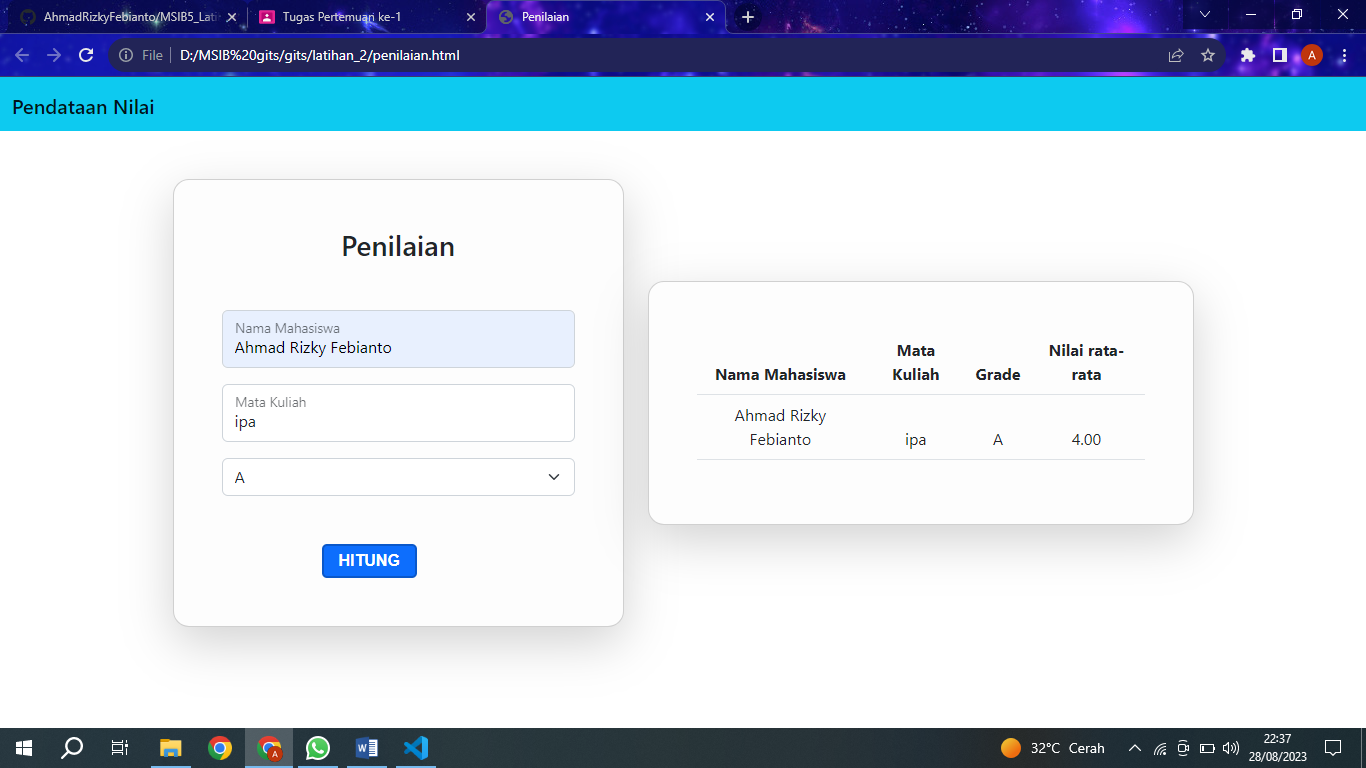 AhmadRizkyFebianto/MSIB5_Lati
Tugas Pertemuan ke-1
Penilaian
File
D:/MSIB%20gits/gits/latihan_2/penilaian.html
A
Pendataan Nilai
Penilaian
Nama Mahasiswa
Ahmad Rizky Febianto
Mata Kuliah
ipa
A
HITUNG
Nama Mahasiswa
Mata
Kuliah
Grade
Nilai rata-
rata
Ahmad Rizky
Febianto
ipa
A
4.00
A
32°C Cerah
22:37
28/08/2023